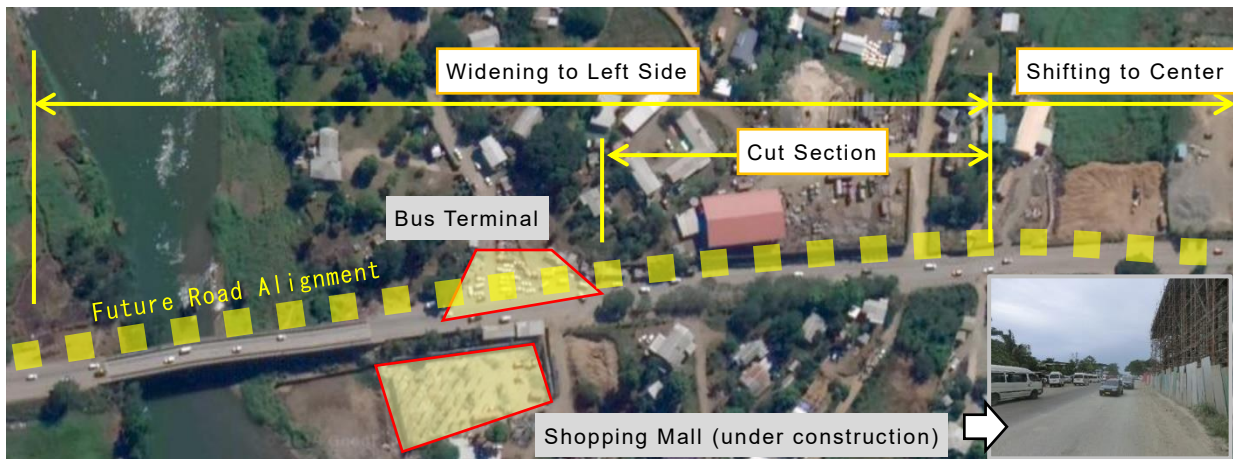 Widening to Left Side
Shifting to Center
Cut Section
Bus Terminal
Future Road Alignment
Shopping Mall (under construction)